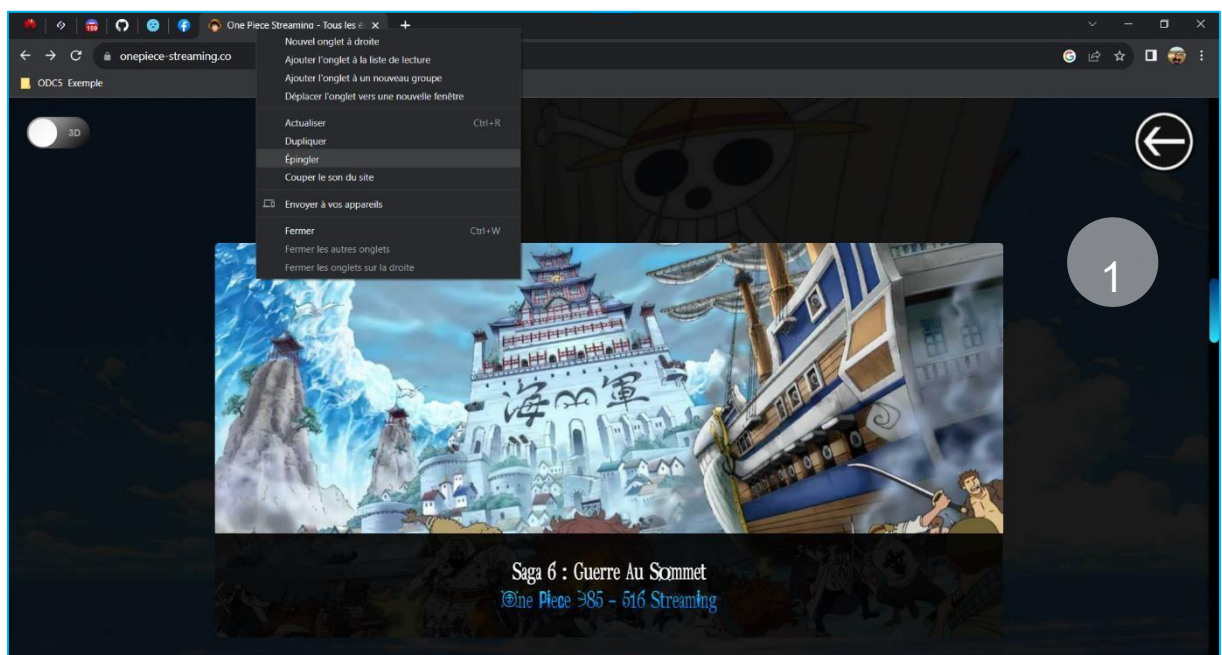 159
One Piece Streaming - Tous les é
onepiece-streaming.co
ODC5 Exemple
Nouvel onglet à droite
Ajouter l'onglet à la liste de lecture
Ajouter l'onglet à un nouveau groupe
Déplacer l'onglet vers une nouvelle fenêtre
Actualiser Ctrl+R
Dupliquer
Épingler
Couper le son du site
Envoyer à vos appareils
Fermer Ctrl+W
Fermer les autres onglets
Fermer les onglets sur la droite
3D
1
海軍
Saga 6 : Guerre Au Sommet
One Piece 385 - 516 Streaming